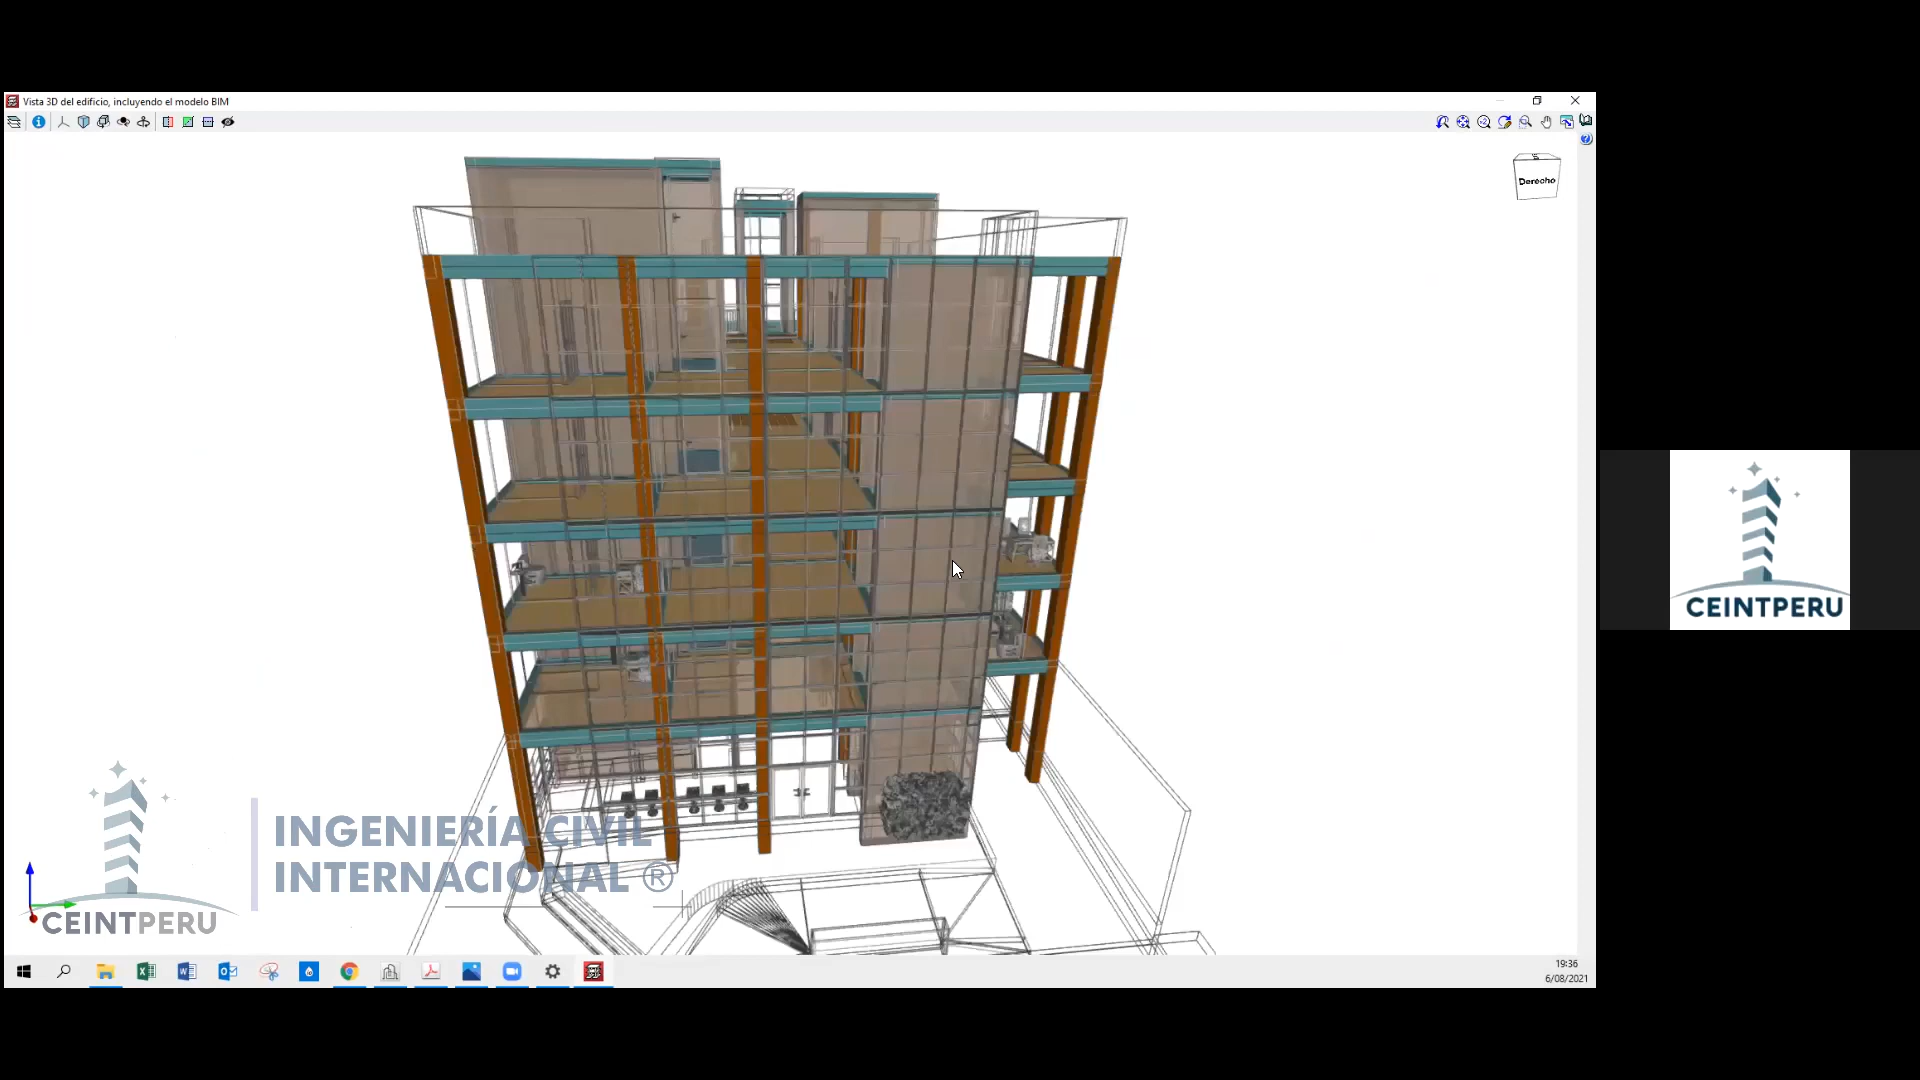 Vista 3D del edificio, incluyendo el modelo BIM
Derecho
CEINTPERU
INGENIERÍA CIVIL
INTERNACIONAL ®
CEINTPERU
19:36
6/08/2021